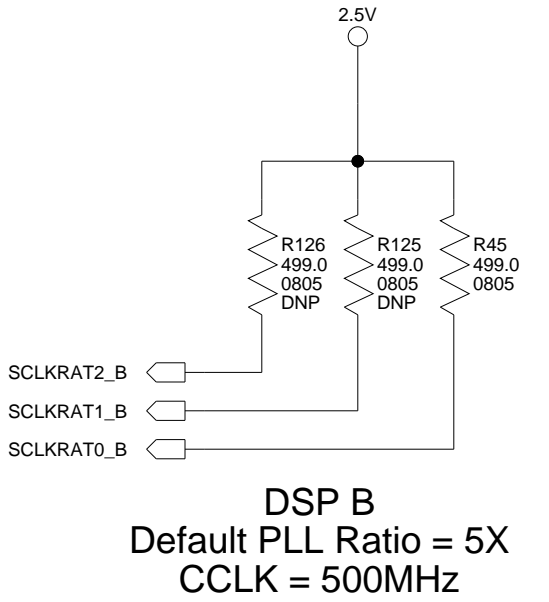 2.5V
R126
499.0
0805
DNP
R125
499.0
0805
DNP
R45
499.0
0805
SCLKRAT2_B
SCLKRAT1_B
SCLKRAT0_B
DSP B
Default PLL Ratio = 5X
CCLK = 500MHz